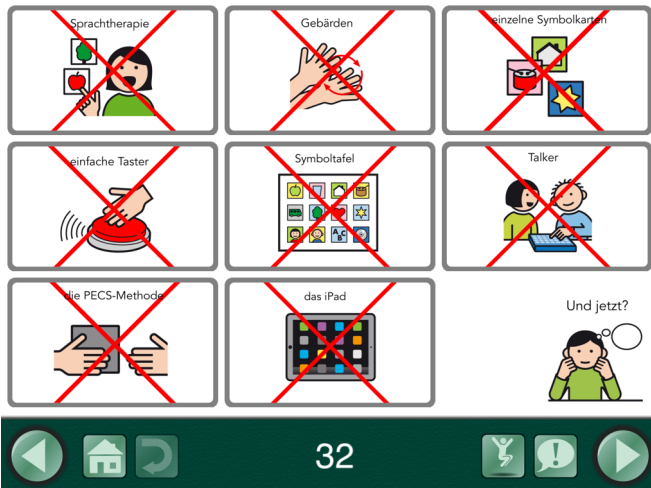 Sprachtherapie
Gebärden
einzelne Symbolkarten
einfache Taster
Symboltafel
A
B C
Talker
die PECS-Methode
das iPad
Und jetzt?
32